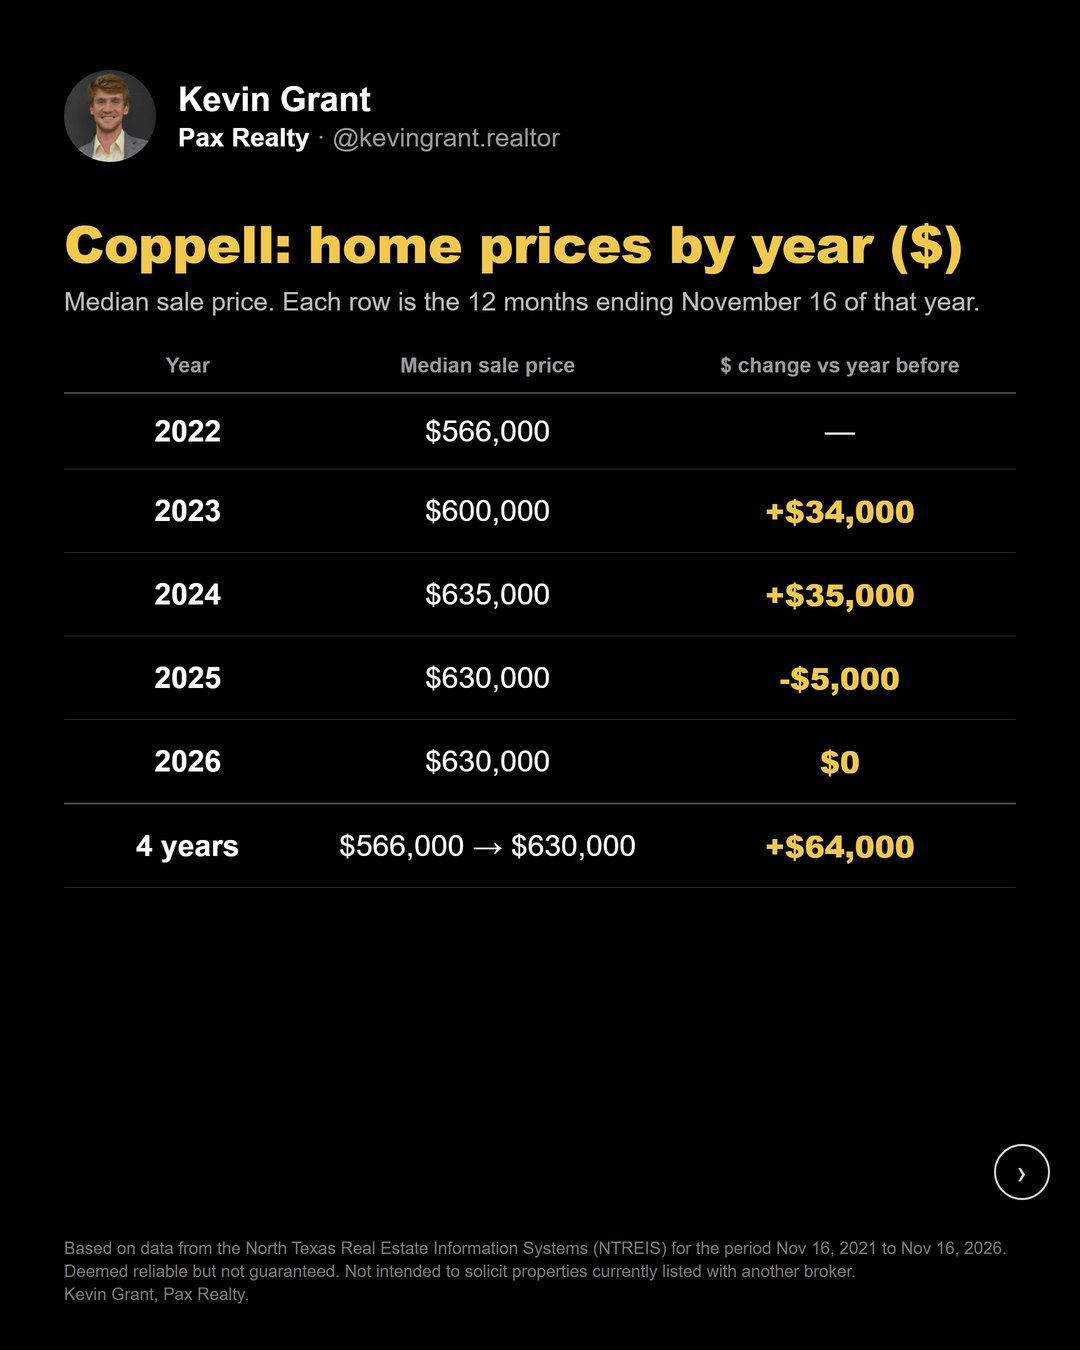 Kevin Grant
Pax Realty · @kevingrant.realtor
Coppell: home prices by year ($)
Median sale price. Each row is the 12 months ending November 16 of that year.
Year Median sale price $ change vs year before
2022 $566,000 —
2023 $600,000 +$34,000
2024 $635,000 +$35,000
2025 $630,000 -$5,000
2026 $630,000 $0
4 years $566,000 → $630,000 +$64,000
›
Based on data from the North Texas Real Estate Information Systems (NTREIS) for the period Nov 16, 2021 to Nov 16, 2026.
Deemed reliable but not guaranteed. Not intended to solicit properties currently listed with another broker.
Kevin Grant, Pax Realty.